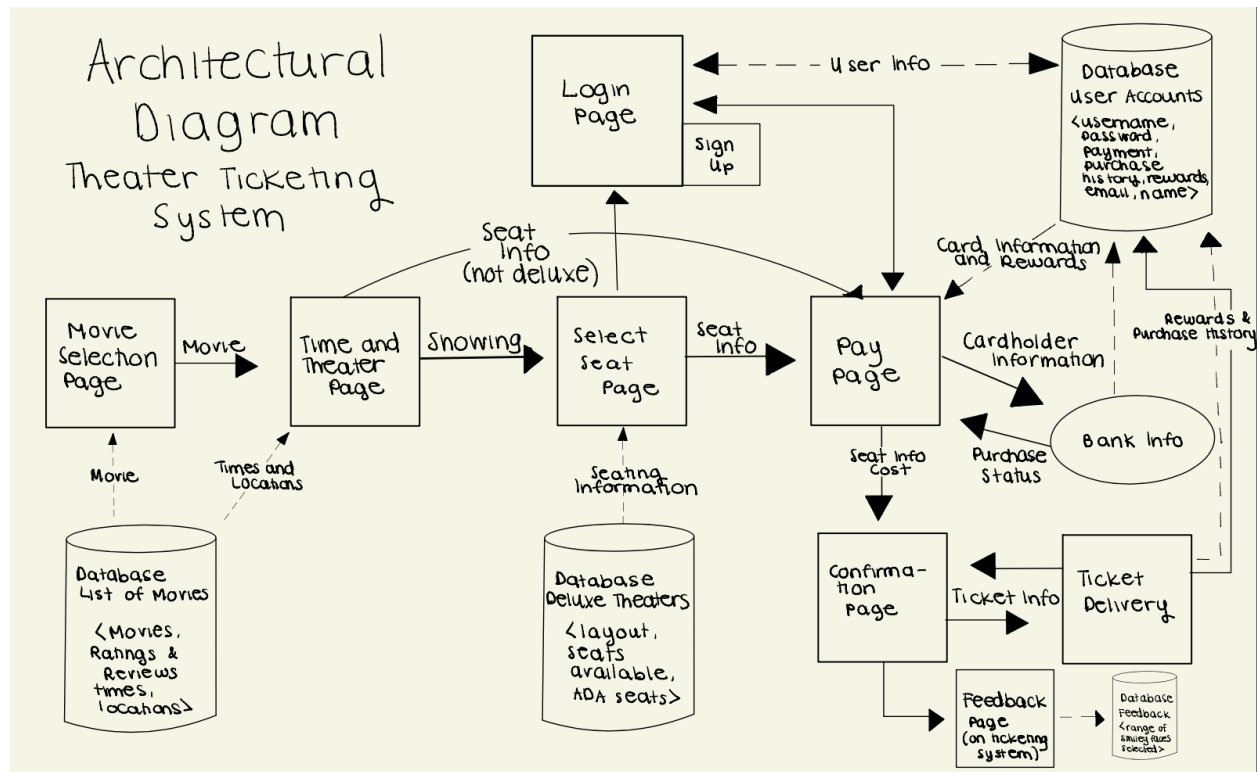 Architectural
Diagram
Theater Ticketing
System
Login
Page
Sign
Up
User Info
Database
User Accounts
<username,
password,
payment,
purchase
history, rewards,
email, name>
Seat
Info
(not deluxe)
Card Information
and Rewards
Movie
Selection
Page
Movie
Time and
Theater
Page
Showing
Select
Seat
Page
Seat
Info
Pay
Page
Cardholder
Information
Rewards &
Purchase History
Bank Info
Purchase
Status
Movie
Times and
Locations
Seating
Information
Seat Info
Cost
Database
List of Movies
<Movies,
Ratings &
Reviews
times,
locations>
Database
Deluxe Theaters
<layout,
seats
available,
ADA seats>
Confirma-
tion
Page
Ticket Info
Ticket
Delivery
Feedback
Page
(on ticketing
system)
Database
Feedback
<range of
smiley faces
selected>